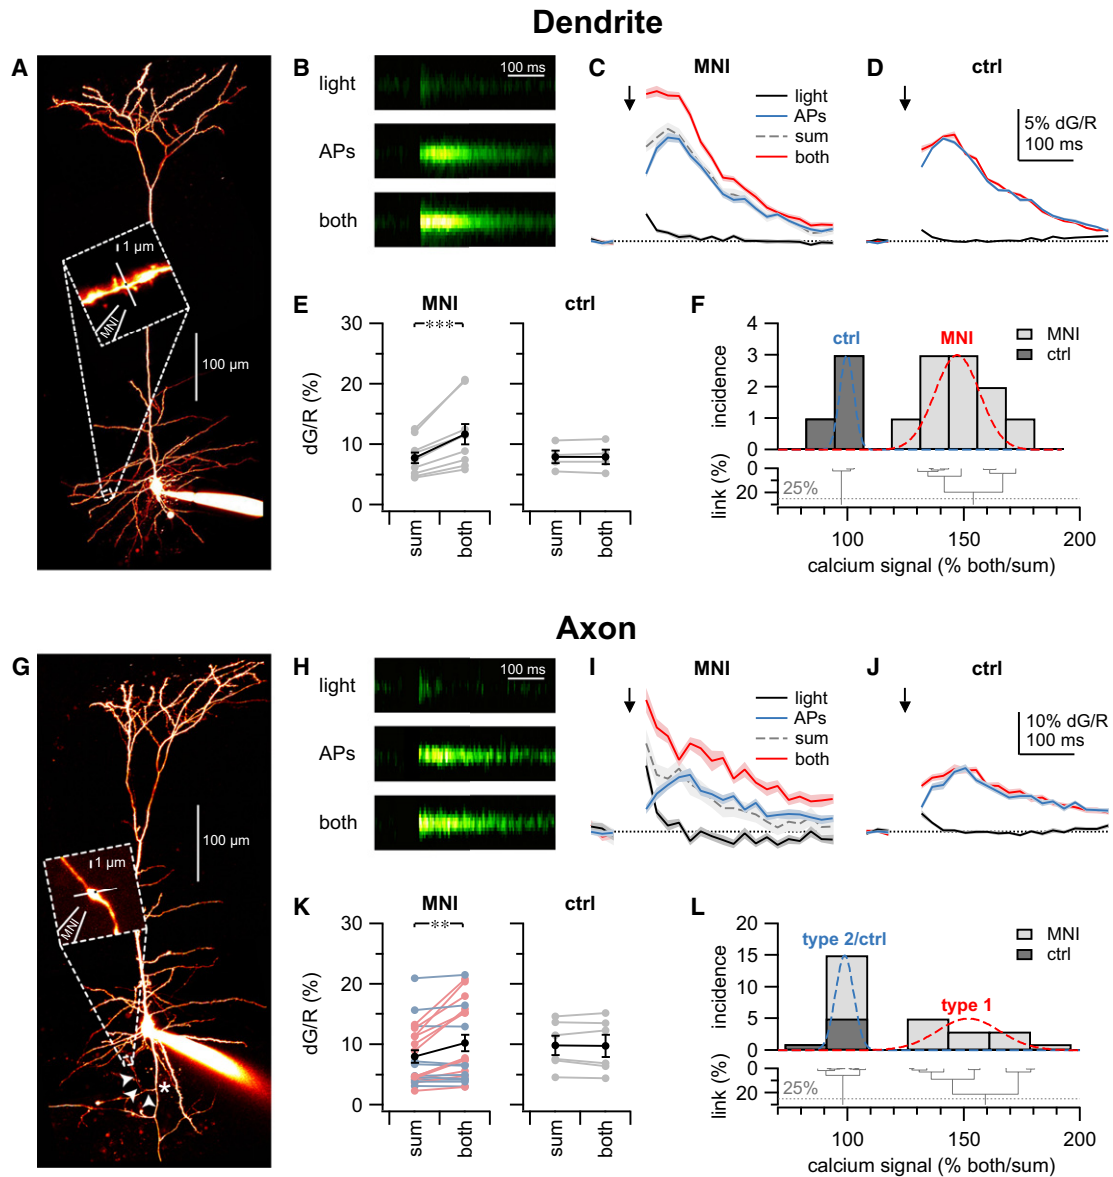 Dendrite
A
1 µm
MNI
100 µm
B
100 ms
light
APs
both
C
MNI
light
APs
sum
both
D
ctrl
5% dG/R
100 ms
E
MNI
ctrl
***
30
20
10
0
dG/R (%)
sum
both
sum
both
F
4
3
2
1
0
incidence
ctrl
MNI
MNI
ctrl
0
20
link (%)
25%
100
150
200
calcium signal (% both/sum)
Axon
G
1 µm
MNI
100 µm
*
H
100 ms
light
APs
both
I
MNI
light
APs
sum
both
J
ctrl
10% dG/R
100 ms
K
MNI
ctrl
**
30
20
10
0
dG/R (%)
sum
both
sum
both
L
20
15
10
5
0
incidence
type 2/ctrl
type 1
MNI
ctrl
0
20
link (%)
25%
100
150
200
calcium signal (% both/sum)